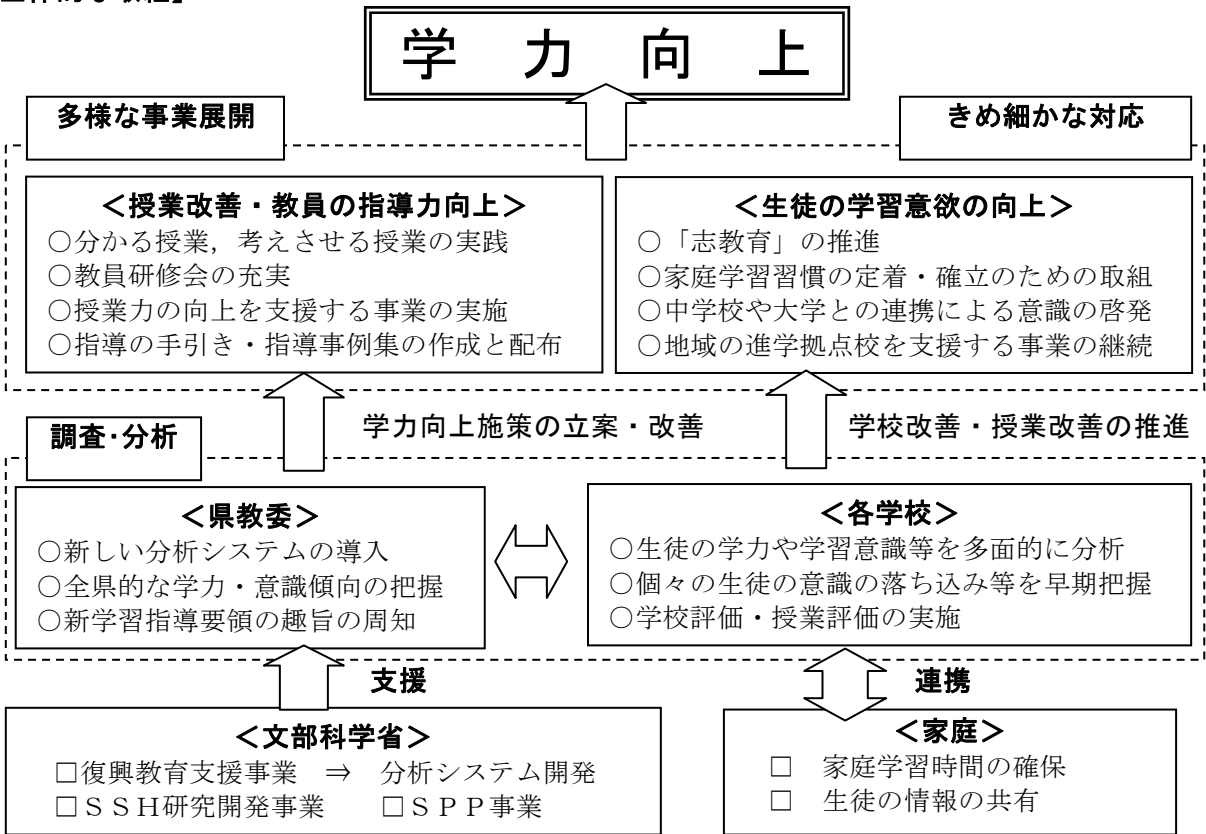 学力向上
多様な事業展開
きめ細かな対応
＜授業改善・教員の指導力向上＞
○分かる授業，考えさせる授業の実践
○教員研修会の充実
○授業力の向上を支援する事業の実施
○指導の手引き・指導事例集の作成と配布
＜生徒の学習意欲の向上＞
○「志教育」の推進
○家庭学習習慣の定着・確立のための取組
○中学校や大学との連携による意識の啓発
○地域の進学拠点校を支援する事業の継続
調査・分析
学力向上施策の立案・改善
学校改善・授業改善の推進
＜県教委＞
○新しい分析システムの導入
○全県的な学力・意識傾向の把握
○新学習指導要領の趣旨の周知
＜各学校＞
○生徒の学力や学習意識等を多面的に分析
○個々の生徒の意識の落ち込み等を早期把握
○学校評価・授業評価の実施
支援
連携
＜文部科学省＞
□復興教育支援事業　⇒　分析システム開発
□ＳＳＨ研究開発事業　□ＳＰＰ事業
＜家庭＞
□　家庭学習時間の確保
□　生徒の情報の共有